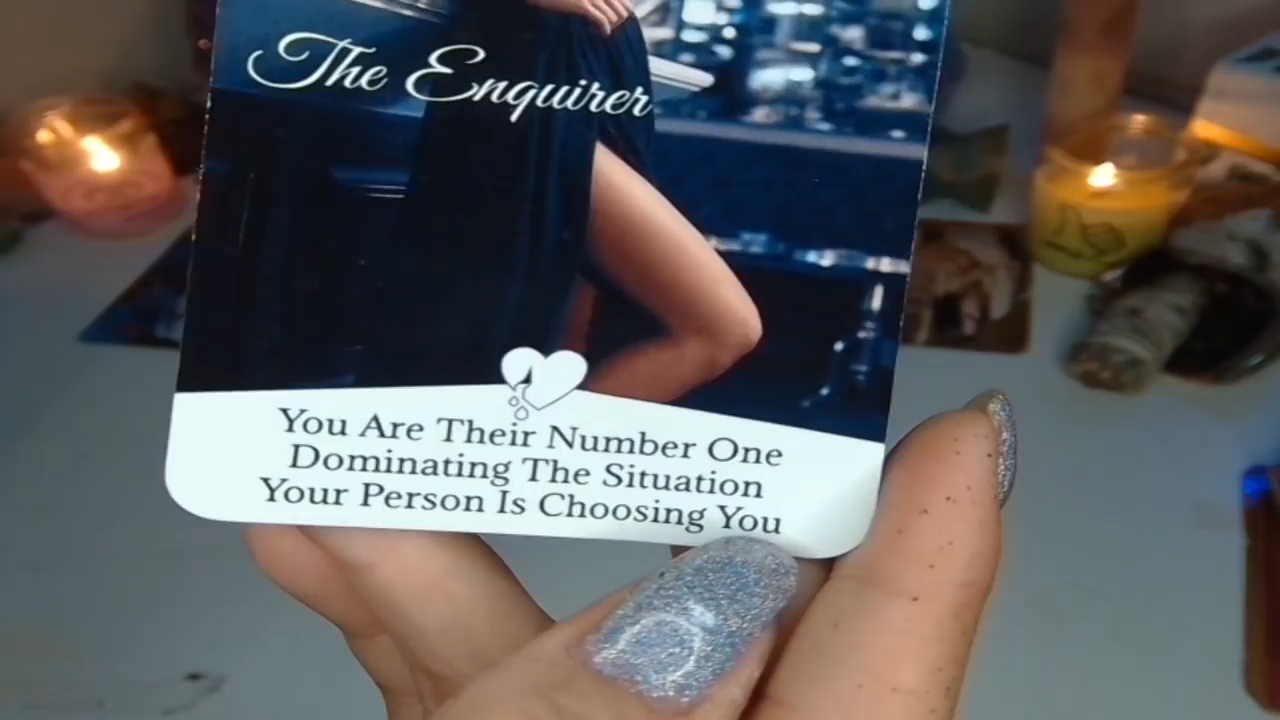 The Enquirer
You Are Their Number One
Dominating The Situation
Your Person Is Choosing You